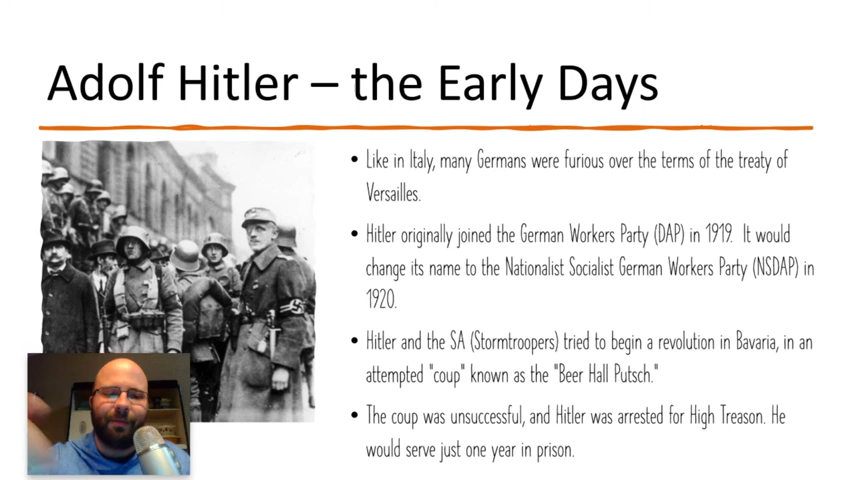 Adolf Hitler – the Early Days
• Like in Italy, many Germans were furious over the terms of the treaty of
Versailles.
• Hitler originally joined the German Workers Party (DAP) in 1919. It would
change its name to the Nationalist Socialist German Workers Party (NSDAP) in
1920.
• Hitler and the SA (Stormtroopers) tried to begin a revolution in Bavaria, in an
attempted "coup" known as the "Beer Hall Putsch."
• The coup was unsuccessful, and Hitler was arrested for High Treason. He
would serve just one year in prison.